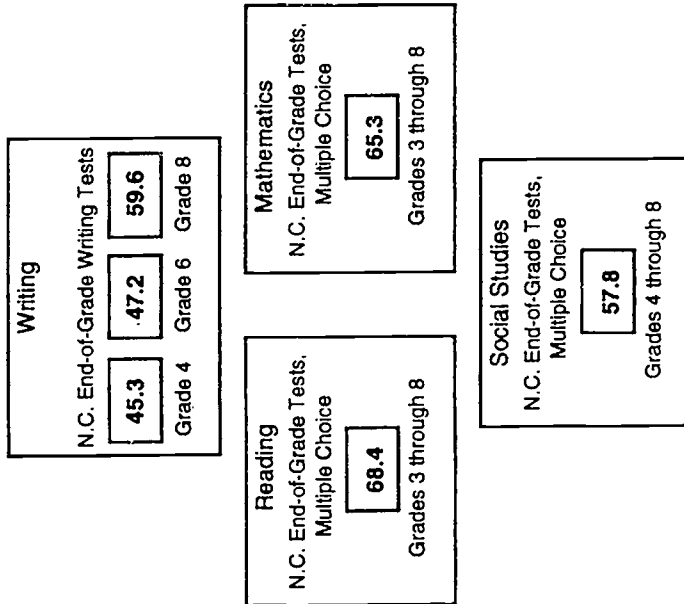 Writing
N.C. End-of-Grade Writing Tests
45.3 47.2 59.6
Grade 4 Grade 6 Grade 8
Reading
N.C. End-of-Grade Tests,
Multiple Choice
68.4
Grades 3 through 8
Mathematics
N.C. End-of-Grade Tests,
Multiple Choice
65.3
Grades 3 through 8
Social Studies
N.C. End-of-Grade Tests,
Multiple Choice
57.8
Grades 4 through 8